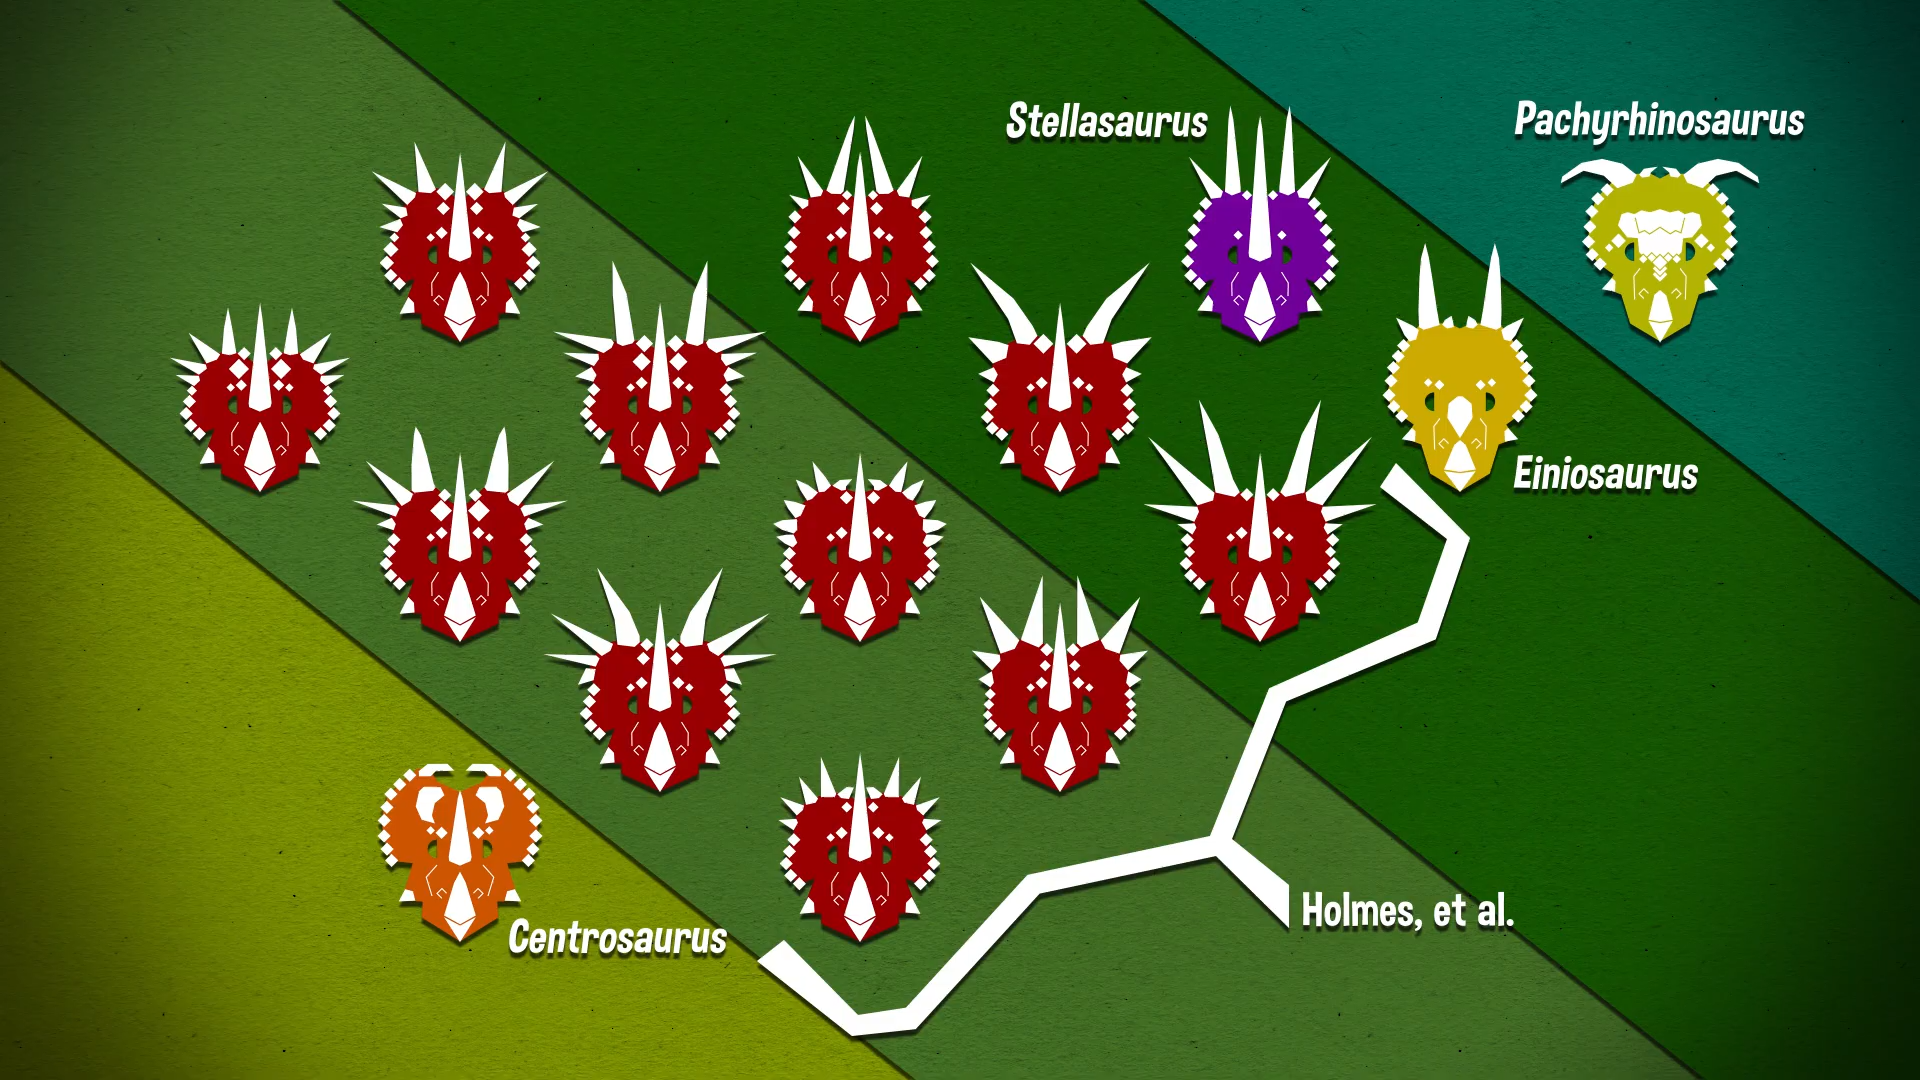 Stellasaurus
Pachyrhinosaurus
Einiosaurus
Holmes, et al.
Centrosaurus